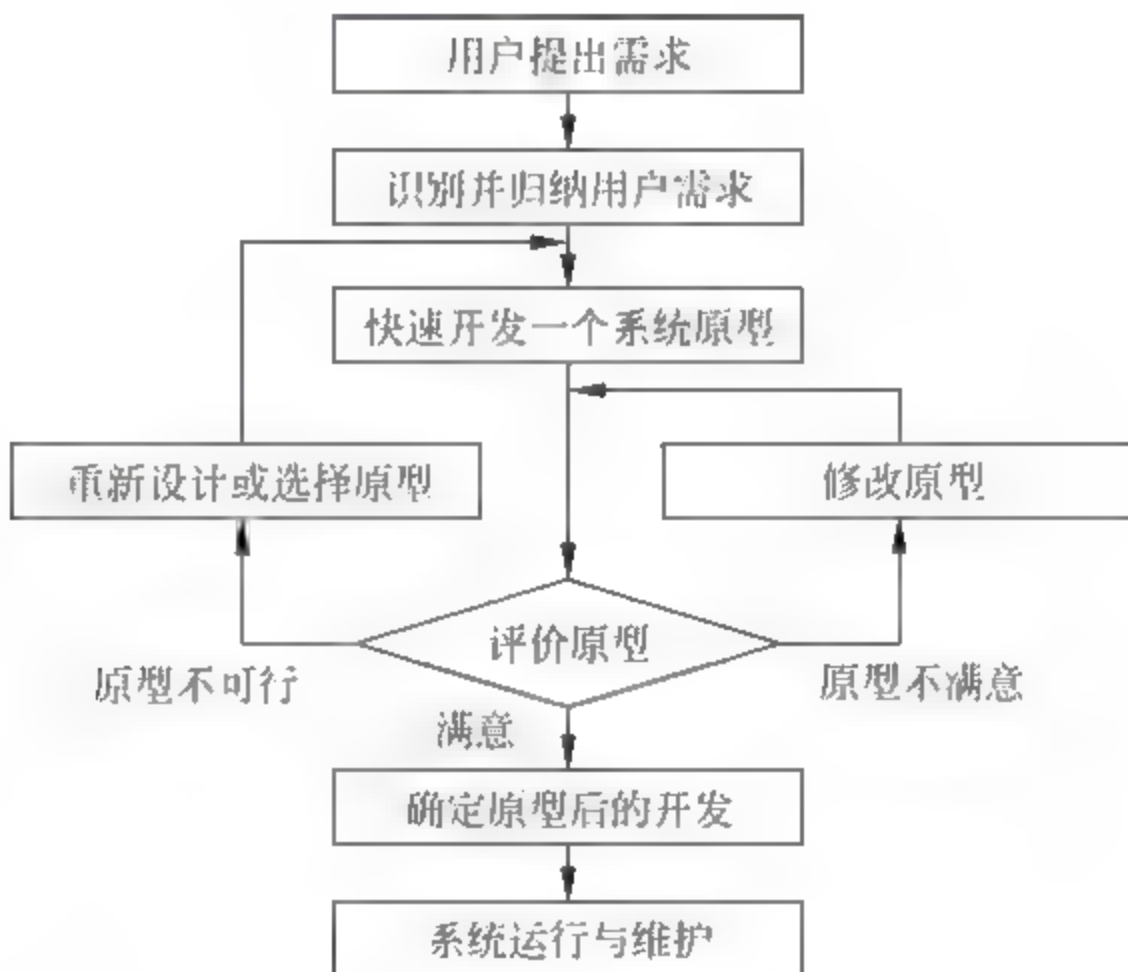 用户提出需求
识别并归纳用户需求
快速开发一个系统原型
重新设计或选择原型
修改原型
评价原型
原型不可行
原型不满意
满意
确定原型后的开发
系统运行与维护